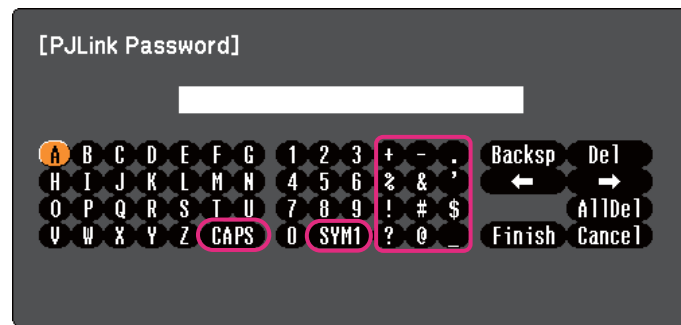 [PJLink Password]
A B C D E F G 1 2 3 + - . Backsp Del
H I J K L M N 4 5 6 % & ' ← →
O P Q R S T U 7 8 9 ! # $ AllDel
V W X Y Z CAPS 0 SYM1 ? @ _ Finish Cancel